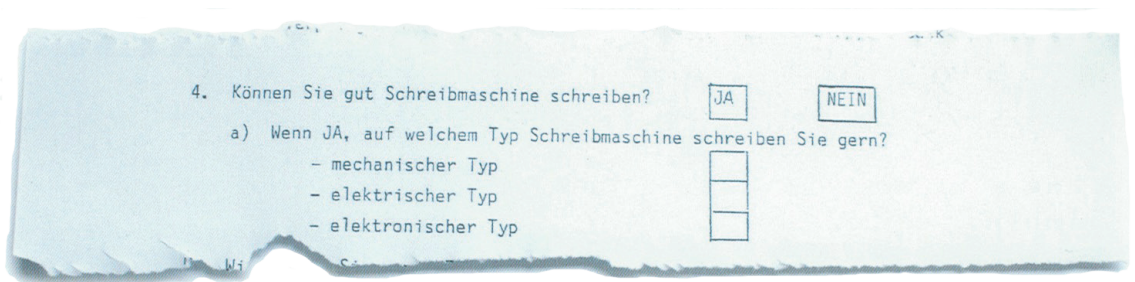 4. Können Sie gut Schreibmaschine schreiben? JA NEIN
a) Wenn JA, auf welchem Typ Schreibmaschine schreiben Sie gern?
– mechanischer Typ
– elektrischer Typ
– elektronischer Typ